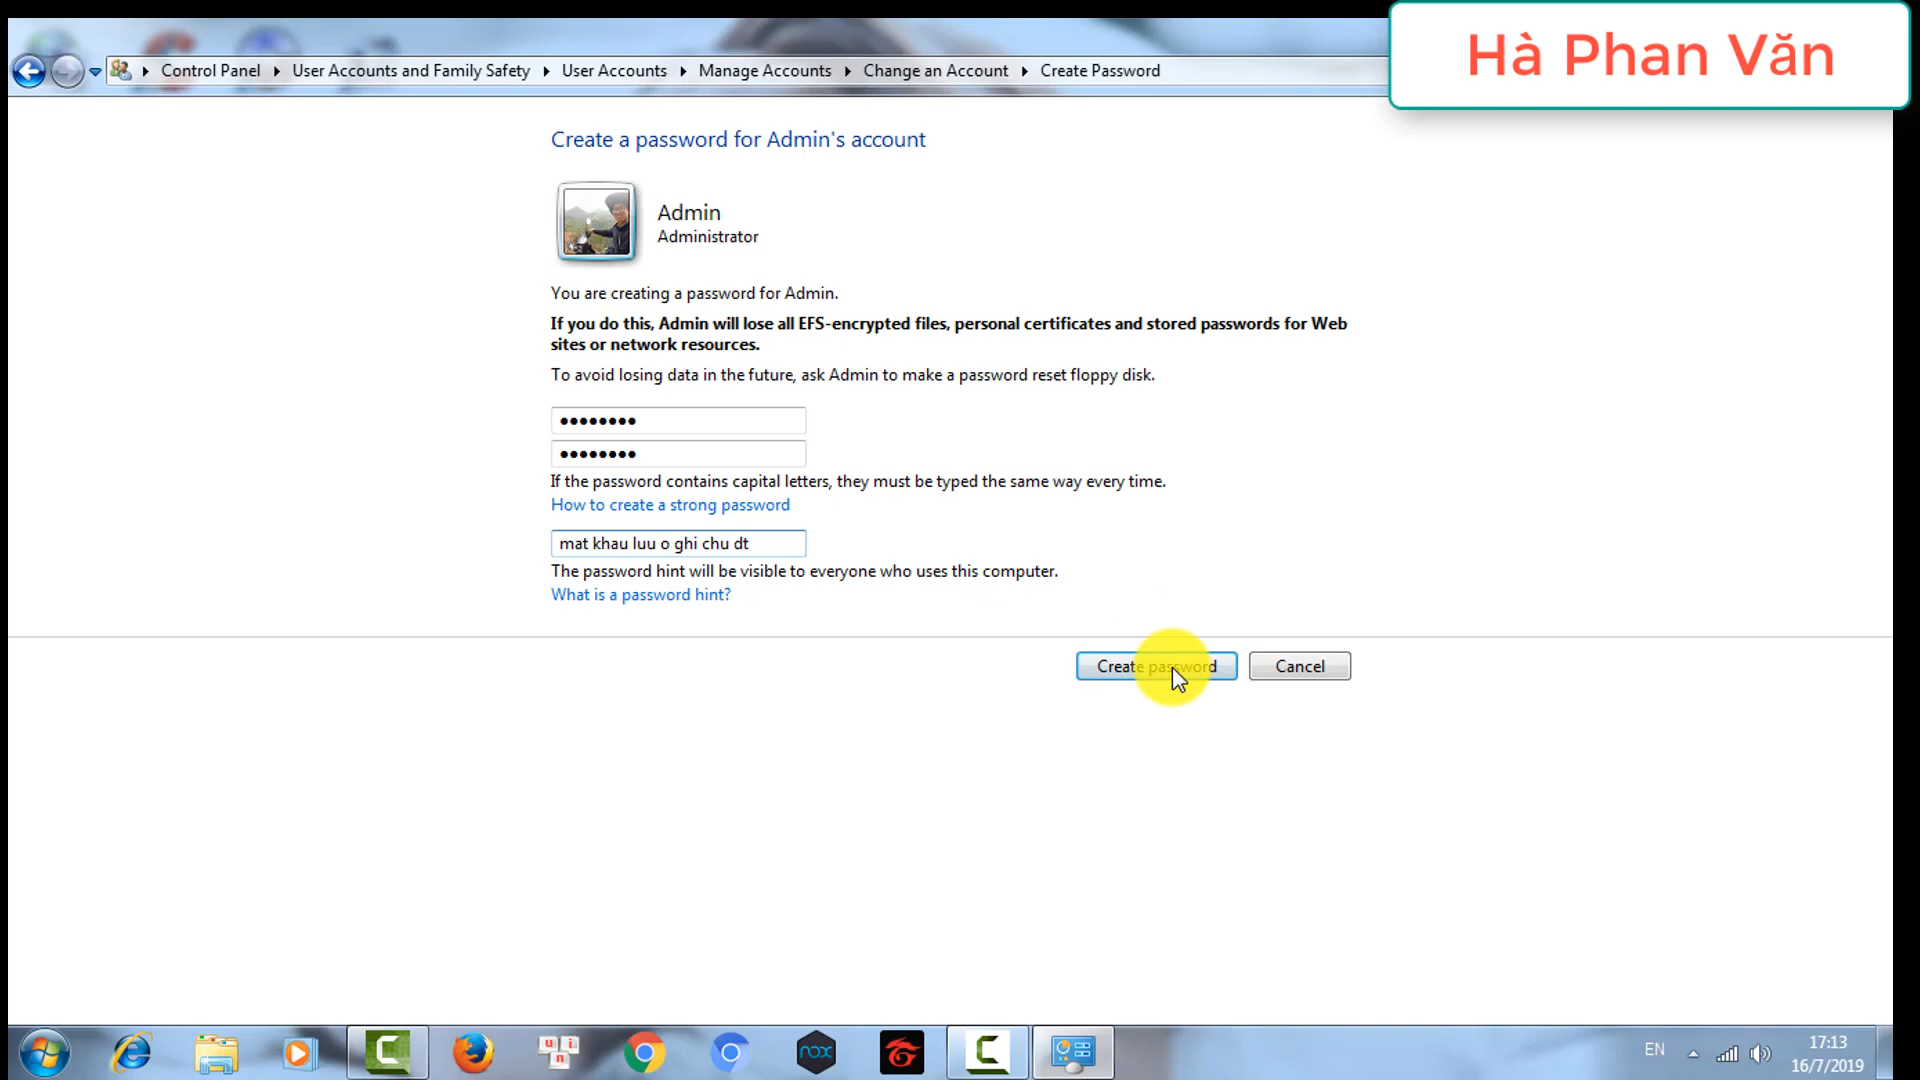 Hà Phan Văn
Control Panel User Accounts and Family Safety User Accounts Manage Accounts Change an Account Create Password
Create a password for Admin's account
Admin
Administrator
You are creating a password for Admin.
If you do this, Admin will lose all EFS-encrypted files, personal certificates and stored passwords for Web
sites or network resources.
To avoid losing data in the future, ask Admin to make a password reset floppy disk.
●●●●●●●●
●●●●●●●●
If the password contains capital letters, they must be typed the same way every time.
How to create a strong password
mat khau luu o ghi chu dt
The password hint will be visible to everyone who uses this computer.
What is a password hint?
Create password Cancel
u i n
nox
EN
17:13
16/7/2019